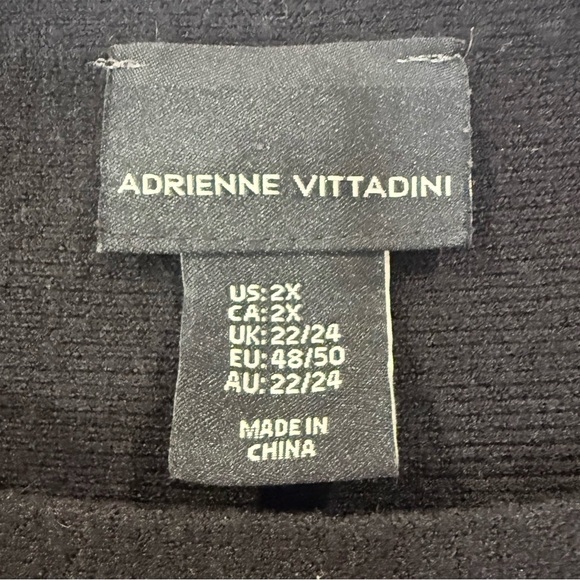 ADRIENNE VITTADINI
US: 2X
CA: 2X
UK: 22/24
EU: 48/50
AU: 22/24
MADE IN
CHINA